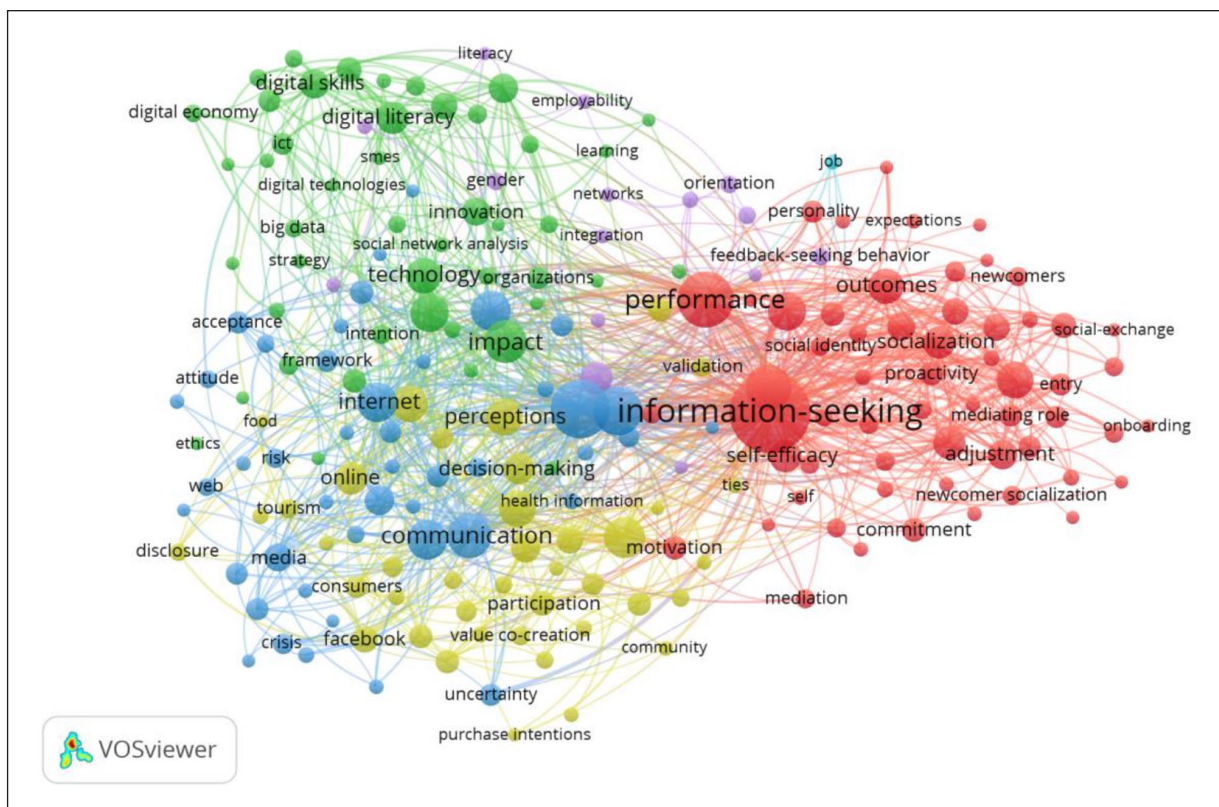 literacy
digital skills
digital economy
employability
digital literacy
ict
smes
learning
job
digital technologies
gender
networks
orientation
innovation
personality
expectations
big data
social network analysis
integration
feedback-seeking behavior
strategy
technology
organizations
newcomers
outcomes
performance
acceptance
intention
impact
social identity
socialization
social-exchange
framework
validation
proactivity
attitude
internet
entry
food
perceptions
information-seeking
mediating role
onboarding
ethics
risk
decision-making
self-efficacy
adjustment
online
web
health information
ties
self
newcomer socialization
tourism
communication
commitment
disclosure
media
motivation
consumers
participation
mediation
crisis
facebook
value co-creation
community
uncertainty
purchase intentions
VOSviewer